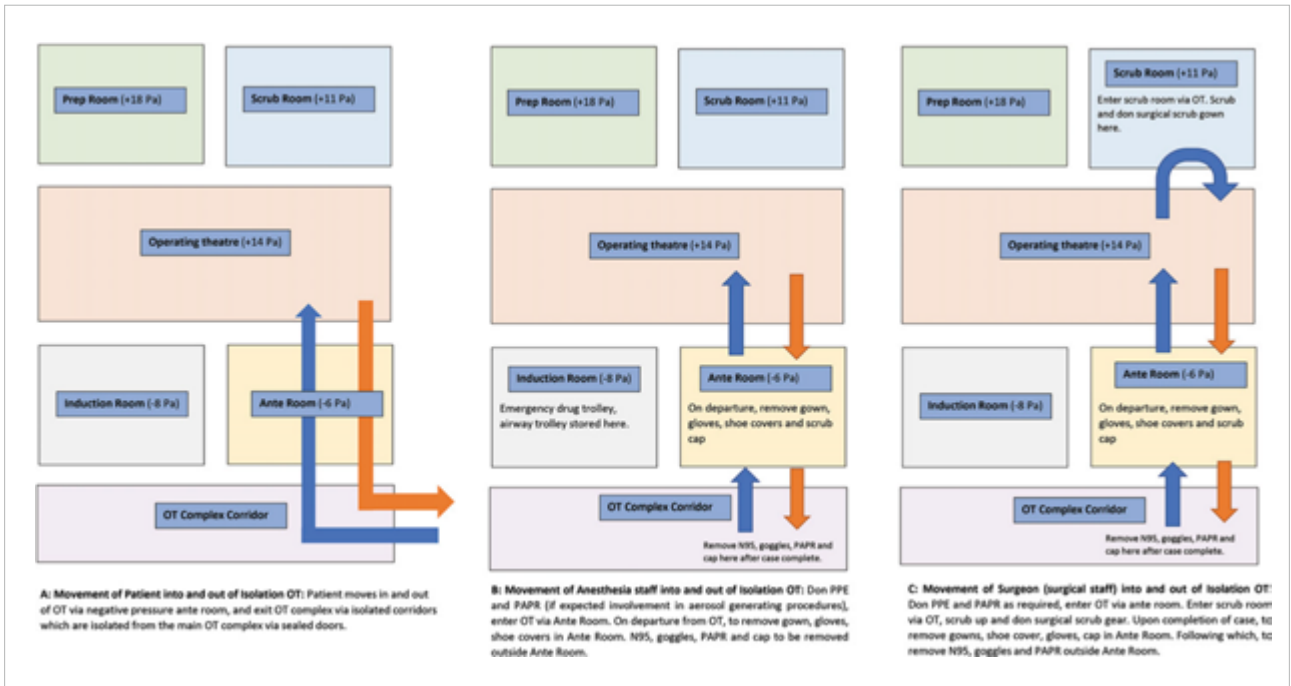 Prep Room (+18 Pa)
Scrub Room (+11 Pa)
Operating theatre (+14 Pa)
Induction Room (-8 Pa)
Ante Room (-6 Pa)
OT Complex Corridor
A: Movement of Patient into and out of Isolation OT: Patient moves in and out
of OT via negative pressure ante room, and exit OT complex via isolated corridors
which are isolated from the main OT complex via sealed doors.
Prep Room (+18 Pa)
Scrub Room (+11 Pa)
Operating theatre (+14 Pa)
Induction Room (-8 Pa)
Emergency drug trolley,
airway trolley stored here.
Ante Room (-6 Pa)
On departure, remove gown,
gloves, shoe covers and scrub
cap
OT Complex Corridor
Remove N95, goggles, PAPR and
cap here after case complete.
B: Movement of Anesthesia staff into and out of Isolation OT: Don PPE
and PAPR (if expected involvement in aerosol generating procedures),
enter OT via Ante Room. On departure from OT, to remove gown, gloves,
shoe covers in Ante Room. N95, goggles, PAPR and cap to be removed
outside Ante Room.
Prep Room (+18 Pa)
Scrub Room (+11 Pa)
Enter scrub room via OT. Scrub
and don surgical scrub gown
here.
Operating theatre (+14 Pa)
Induction Room (-8 Pa)
Ante Room (-6 Pa)
On departure, remove gown,
gloves, shoe covers and scrub
cap
OT Complex Corridor
Remove N95, goggles, PAPR and
cap here after case complete.
C: Movement of Surgeon (surgical staff) into and out of Isolation OT:
Don PPE and PAPR as required, enter OT via ante room. Enter scrub room
via OT, scrub up and don surgical scrub gear. Upon completion of case, to
remove gowns, shoe cover, gloves, cap in Ante Room. Following which, to
remove N95, goggles and PAPR outside Ante Room.